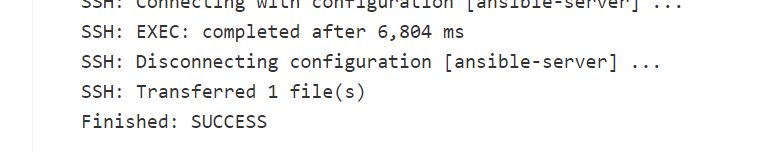 SSH: Connecting with configuration [ansible-server] ...
SSH: EXEC: completed after 6,804 ms
SSH: Disconnecting configuration [ansible-server] ...
SSH: Transferred 1 file(s)
Finished: SUCCESS